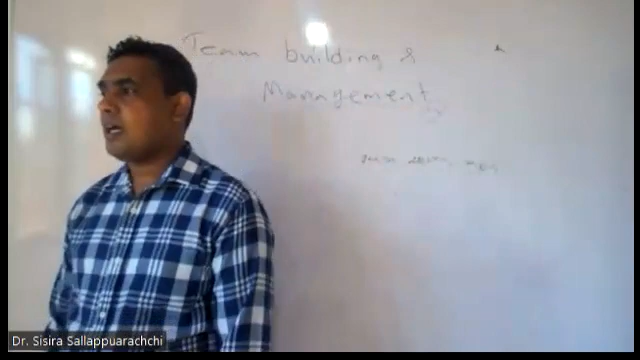 Team building &
Management
Dr. Sisira Sallappuarachchi